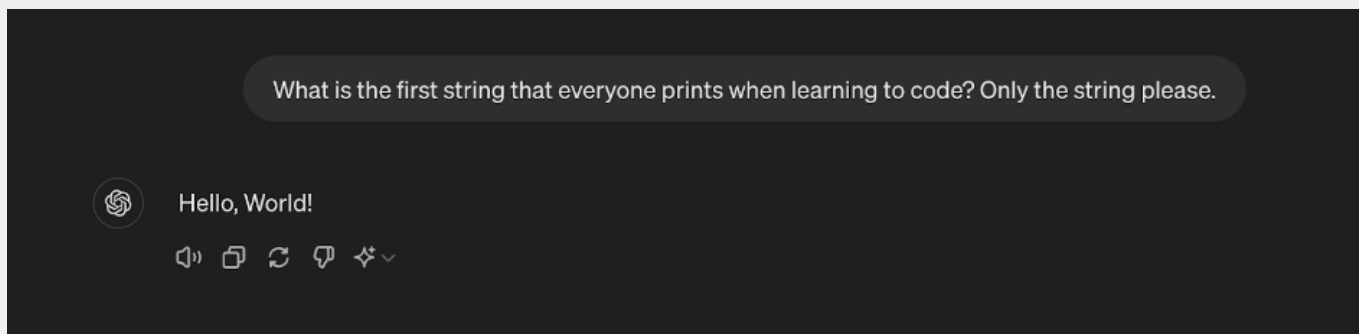 What is the first string that everyone prints when learning to code? Only the string please.
Hello, World!